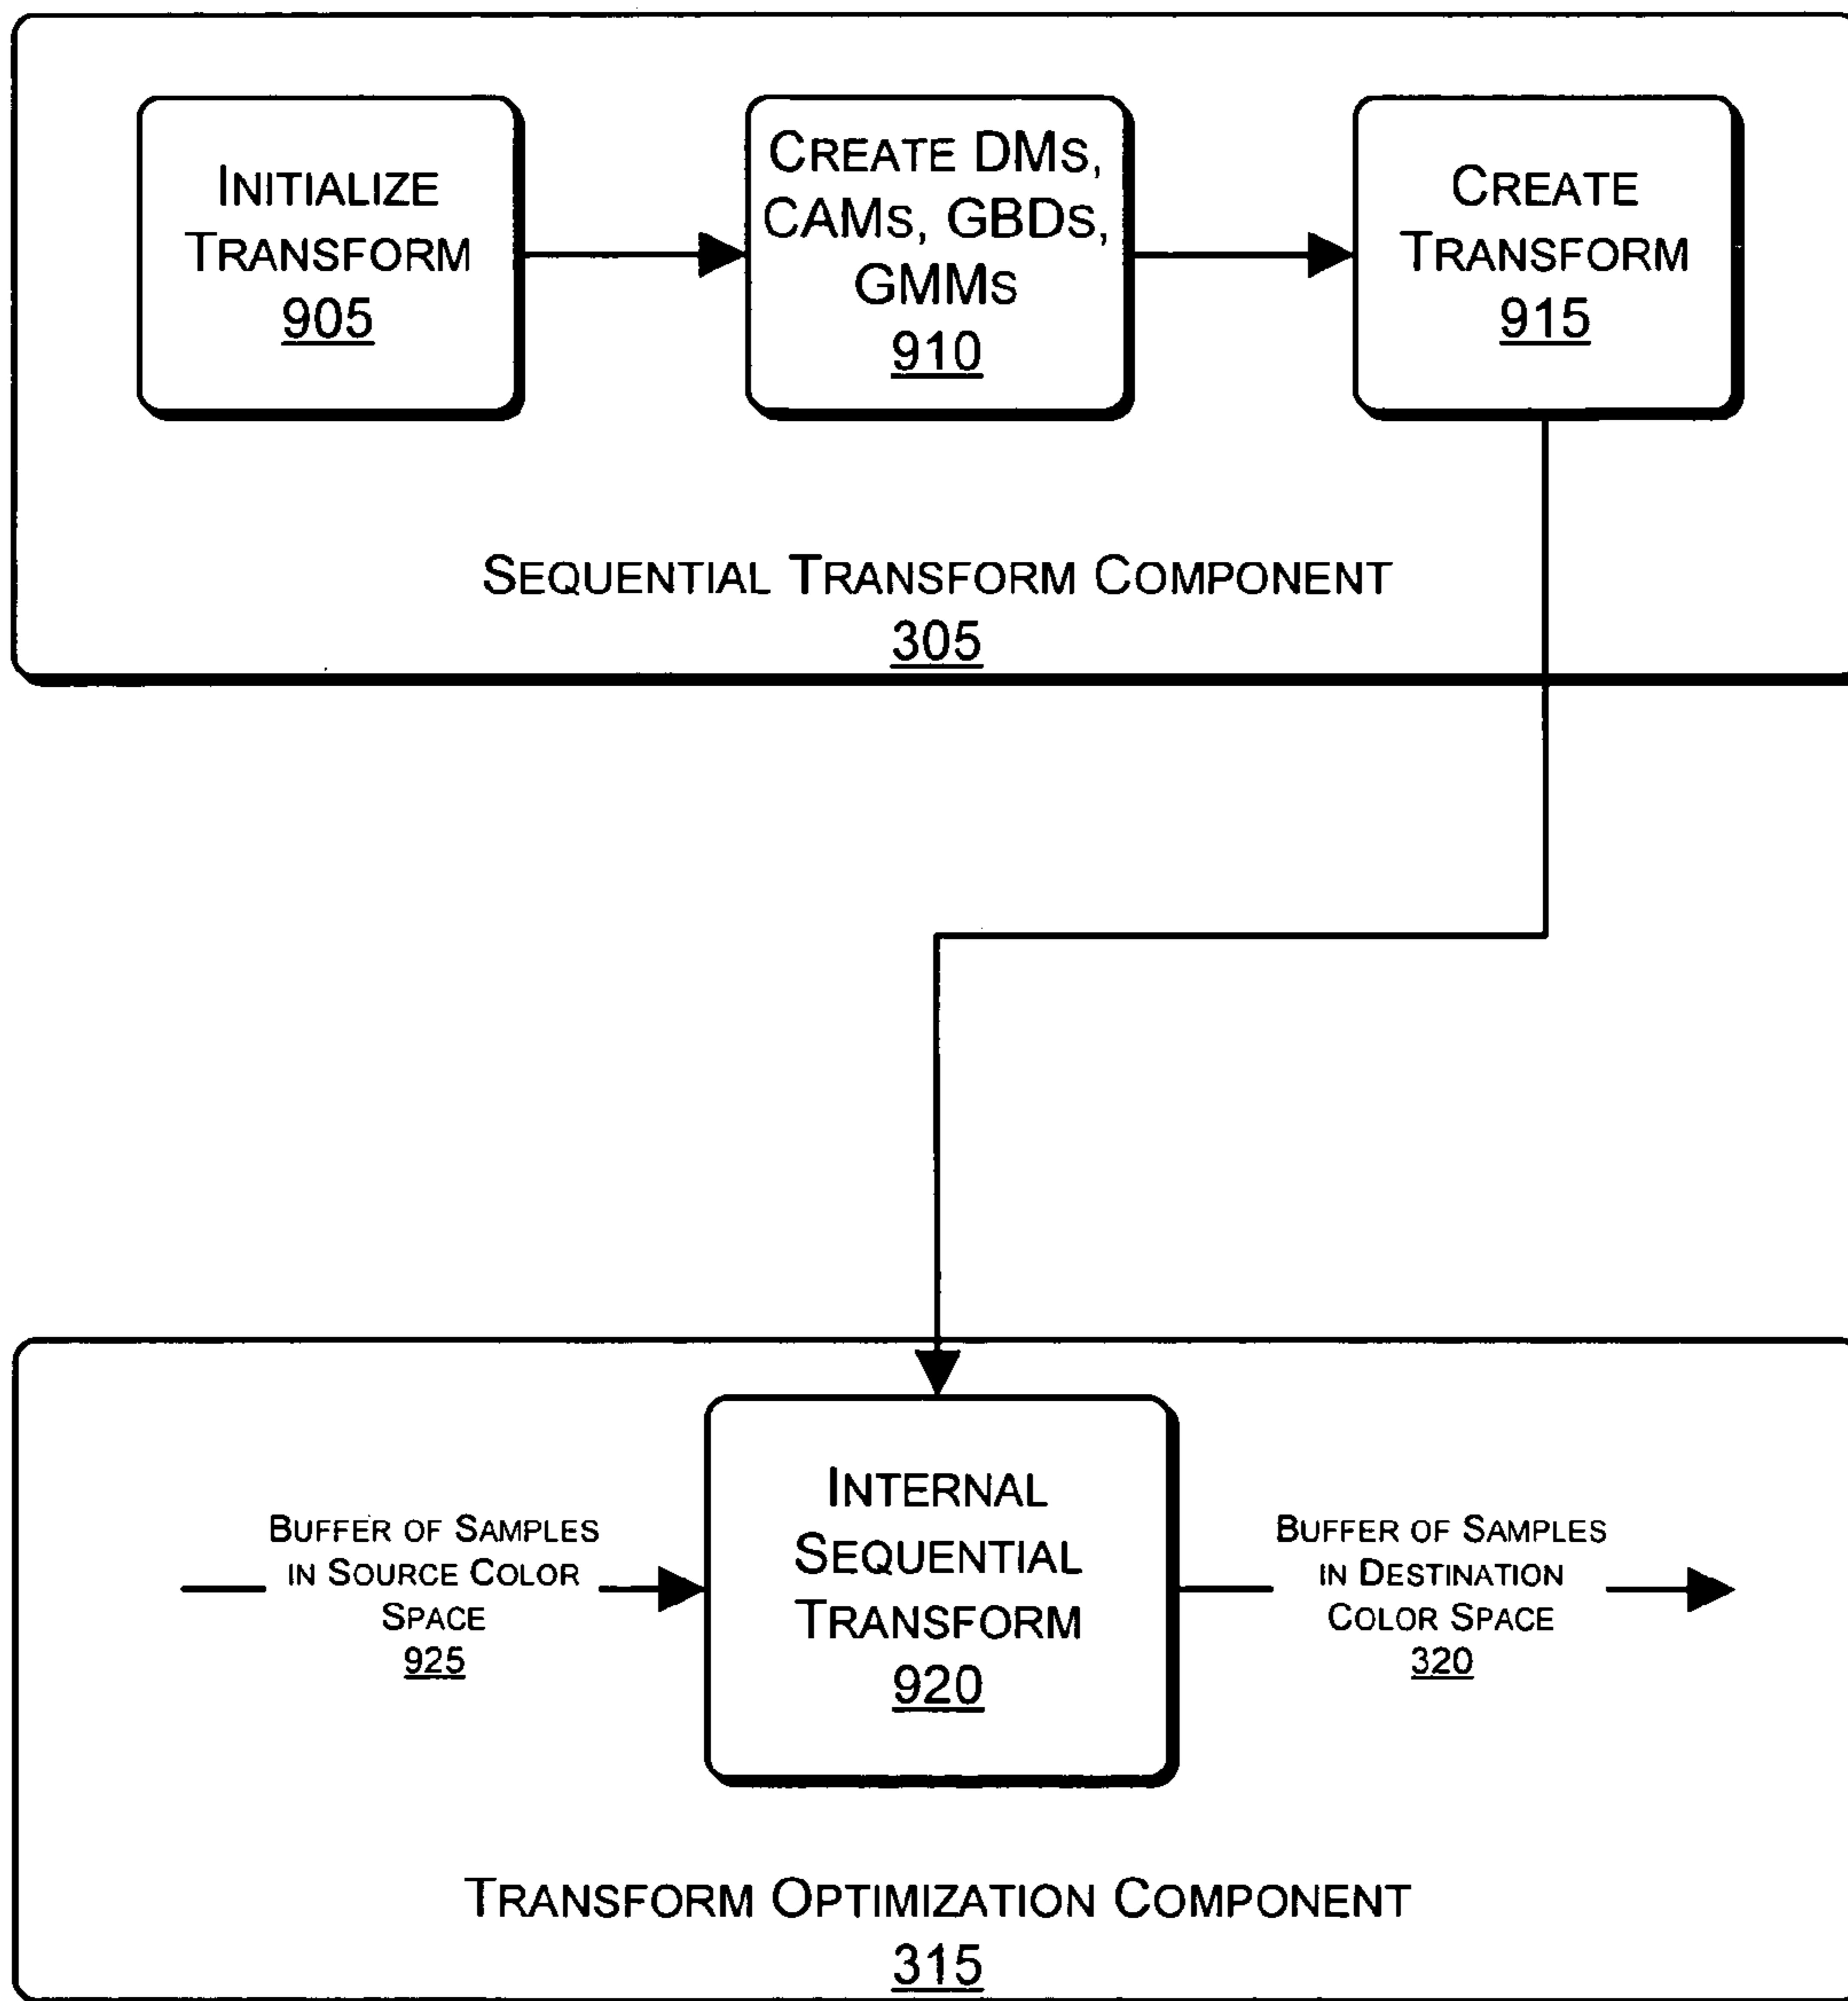 INITIALIZE
TRANSFORM
905
CREATE DMS,
CAMS, GBDS,
GMMS
910
CREATE
TRANSFORM
915
SEQUENTIAL TRANSFORM COMPONENT
305
INTERNAL
SEQUENTIAL
TRANSFORM
920
BUFFER OF SAMPLES
IN SOURCE COLOR
SPACE
925
BUFFER OF SAMPLES
IN DESTINATION
COLOR SPACE
320
TRANSFORM OPTIMIZATION COMPONENT
315